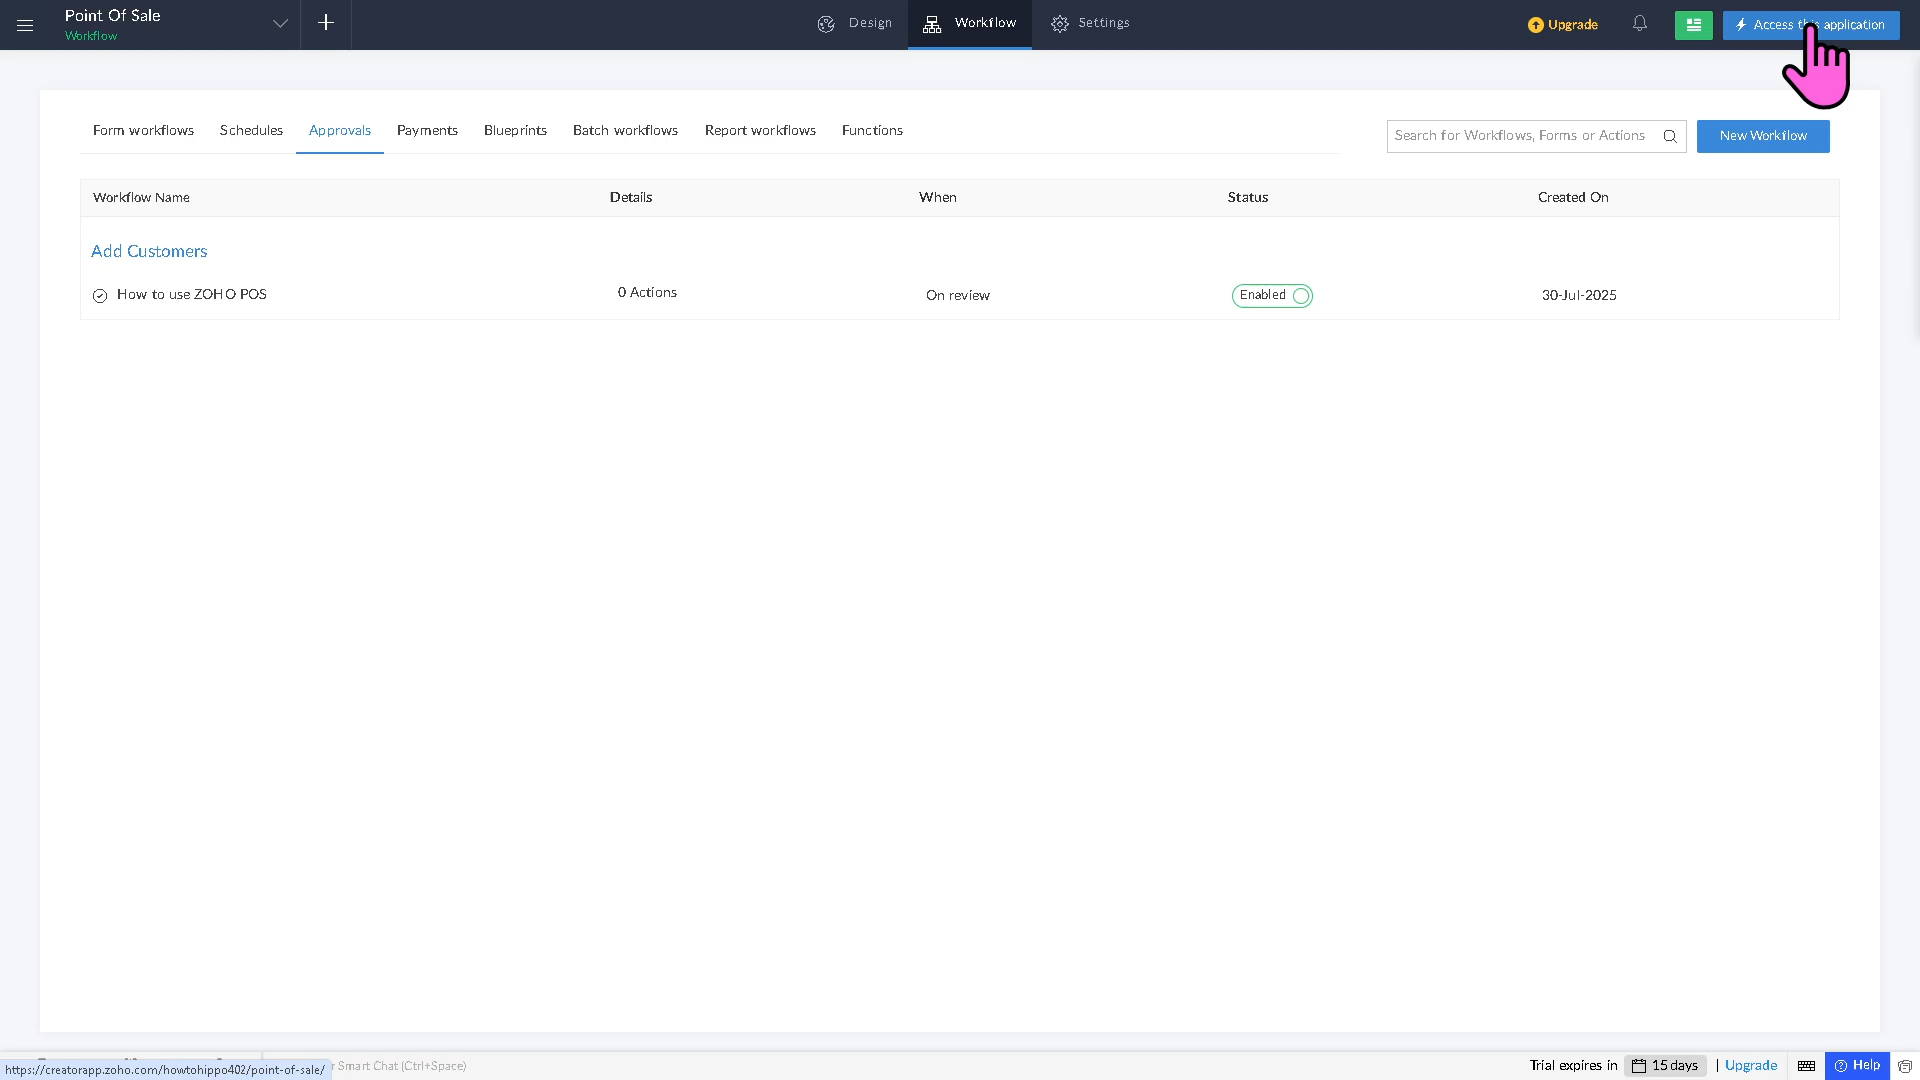 Point Of Sale
Workflow
Design
Workflow
Settings
Upgrade
Access this application
Form workflows
Schedules
Approvals
Payments
Blueprints
Batch workflows
Report workflows
Functions
Search for Workflows, Forms or Actions
New Workflow
Workflow Name
Details
When
Status
Created On
Add Customers
How to use ZOHO POS
0 Actions
On review
Enabled
30-Jul-2025
https://creatorapp.zoho.com/howtohippo402/point-of-sale/
Smart Chat (Ctrl+Space)
Trial expires in
15 days
| Upgrade
Help